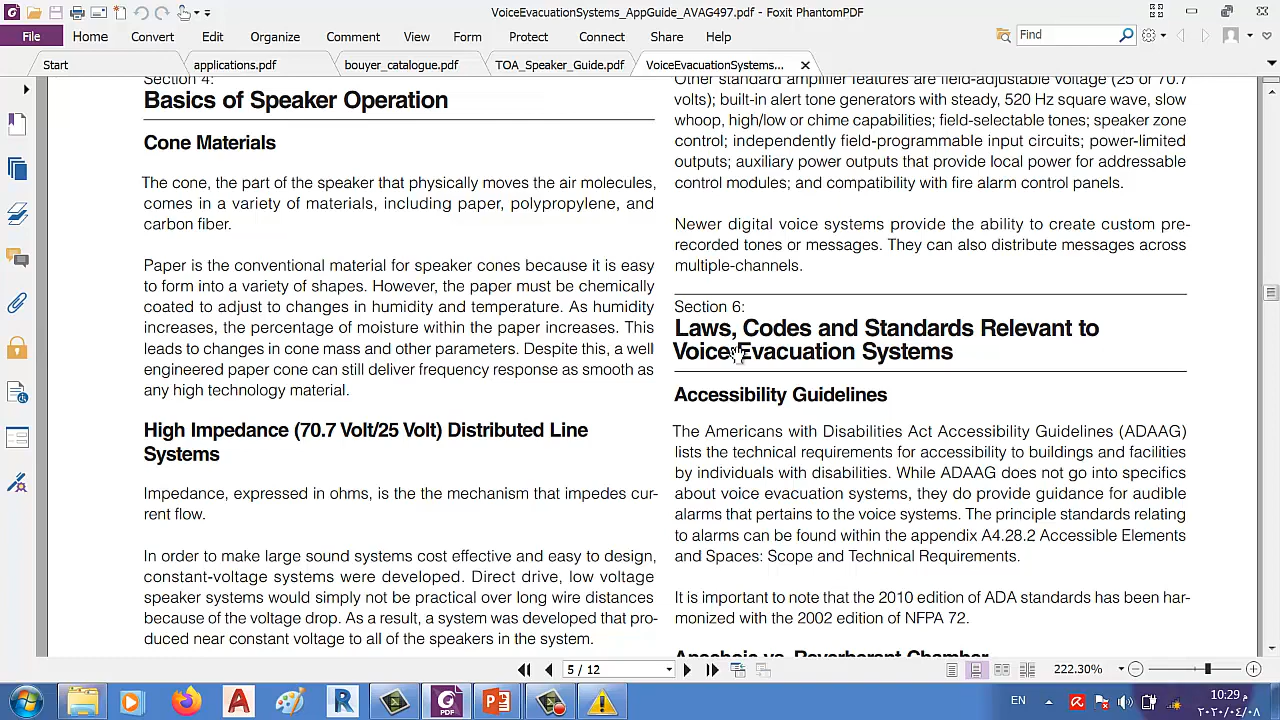 VoiceEvacuationSystems_AppGuide_AVAG497.pdf - Foxit PhantomPDF
File Home Convert Edit Organize Comment View Form Protect Connect Share Help
Find
Start applications.pdf bouyer_catalogue.pdf TOA_Speaker_Guide.pdf VoiceEvacuationSystems...
Section 4:
Basics of Speaker Operation
Cone Materials
The cone, the part of the speaker that physically moves the air molecules,
comes in a variety of materials, including paper, polypropylene, and
carbon fiber.
Paper is the conventional material for speaker cones because it is easy
to form into a variety of shapes. However, the paper must be chemically
coated to adjust to changes in humidity and temperature. As humidity
increases, the percentage of moisture within the paper increases. This
leads to changes in cone mass and other parameters. Despite this, a well
engineered paper cone can still deliver frequency response as smooth as
any high technology material.
High Impedance (70.7 Volt/25 Volt) Distributed Line
Systems
Impedance, expressed in ohms, is the the mechanism that impedes cur-
rent flow.
In order to make large sound systems cost effective and easy to design,
constant-voltage systems were developed. Direct drive, low voltage
speaker systems would simply not be practical over long wire distances
because of the voltage drop. As a result, a system was developed that pro-
duced near constant voltage to all of the speakers in the system.
Other standard amplifier features are field-adjustable voltage (25 or 70.7
volts); built-in alert tone generators with steady, 520 Hz square wave, slow
whoop, high/low or chime capabilities; field-selectable tones; speaker zone
control; independently field-programmable input circuits; power-limited
outputs; auxiliary power outputs that provide local power for addressable
control modules; and compatibility with fire alarm control panels.
Newer digital voice systems provide the ability to create custom pre-
recorded tones or messages. They can also distribute messages across
multiple-channels.
Section 6:
Laws, Codes and Standards Relevant to
Voice Evacuation Systems
Accessibility Guidelines
The Americans with Disabilities Act Accessibility Guidelines (ADAAG)
lists the technical requirements for accessibility to buildings and facilities
by individuals with disabilities. While ADAAG does not go into specifics
about voice evacuation systems, they do provide guidance for audible
alarms that pertains to the voice systems. The principle standards relating
to alarms can be found within the appendix A4.28.2 Accessible Elements
and Spaces: Scope and Technical Requirements.
It is important to note that the 2010 edition of ADA standards has been har-
monized with the 2002 edition of NFPA 72.
Anechoic vs. Reverberant Chamber
5 / 12
222.30%
EN
10:29 م
٢٠٢٠/٠٤/٠٨